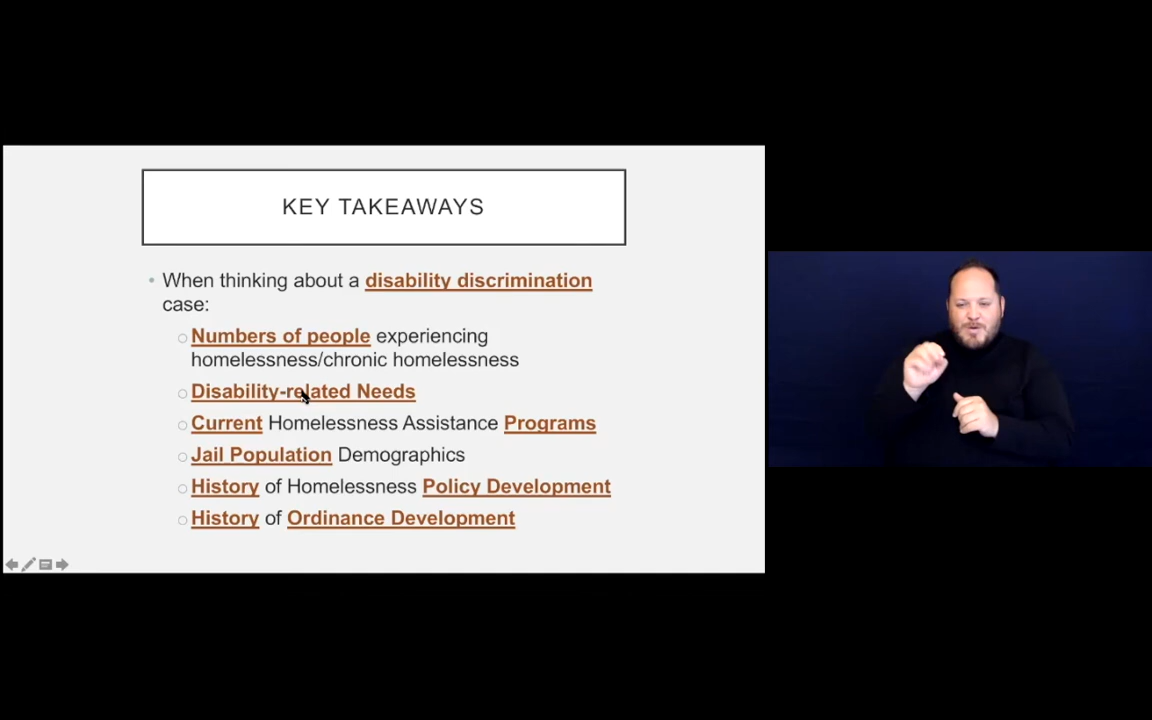 KEY TAKEAWAYS
• When thinking about a disability discrimination
case:
○ Numbers of people experiencing
homelessness/chronic homelessness
○ Disability-related Needs
○ Current Homelessness Assistance Programs
○ Jail Population Demographics
○ History of Homelessness Policy Development
○ History of Ordinance Development